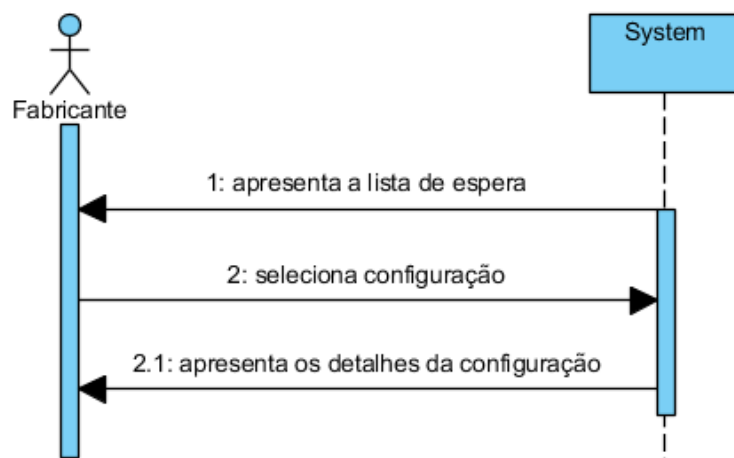 System
Fabricante
1: apresenta a lista de espera
2: seleciona configuração
2.1: apresenta os detalhes da configuração